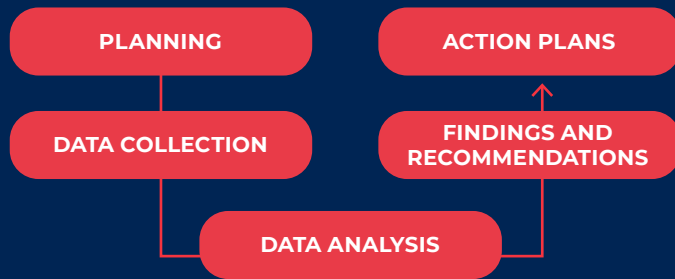 PLANNING
DATA COLLECTION
DATA ANALYSIS
FINDINGS AND
RECOMMENDATIONS
ACTION PLANS